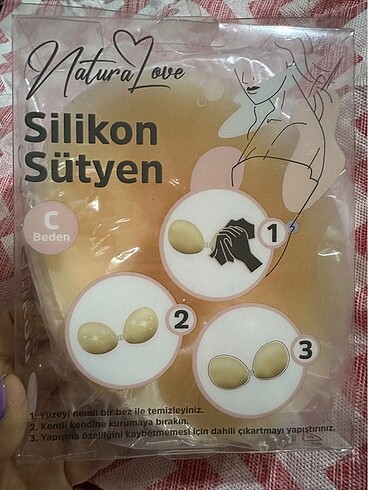 NaturaLove
Silikon
Sütyen
C
Beden
1
2
3
1. Yüzeyi nemli bir bez ile temizleyiniz.
2. Kendi kendine kurumaya bırakın.
3. Yapışma özelliğini kaybetmemesi için dahili çıkartmayı yapıştırınız.